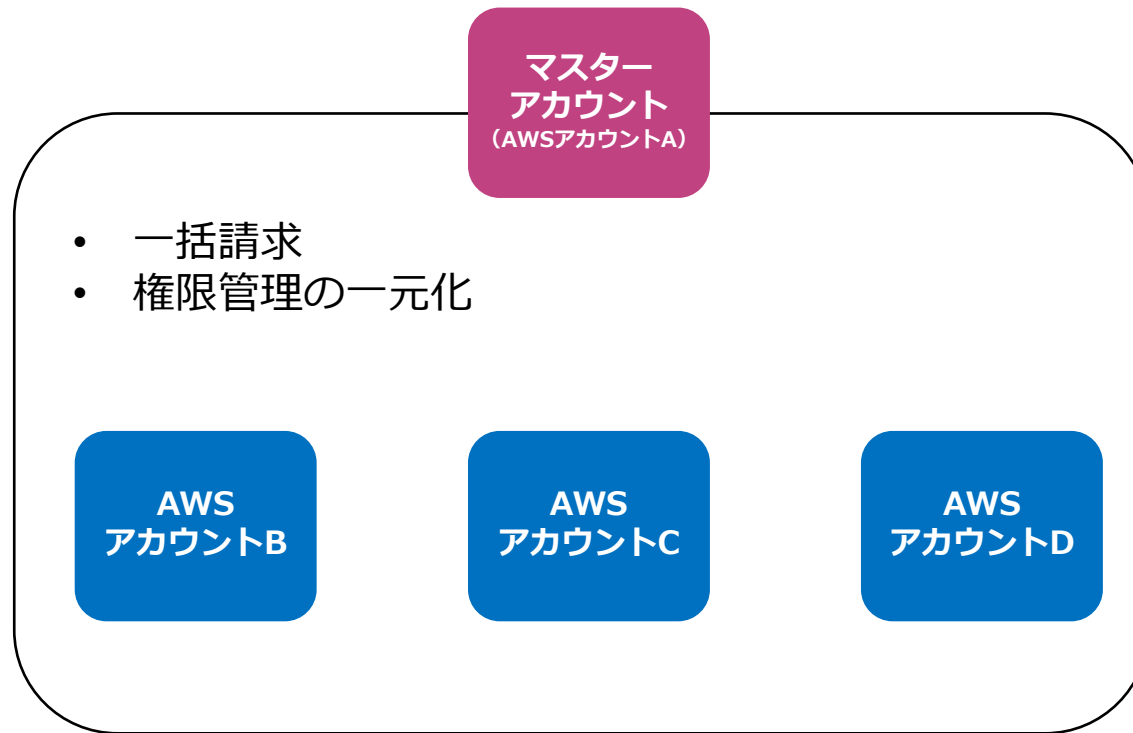 マスター
アカウント
（AWSアカウントA）
• 一括請求
• 権限管理の一元化
AWS
アカウントB
AWS
アカウントC
AWS
アカウントD